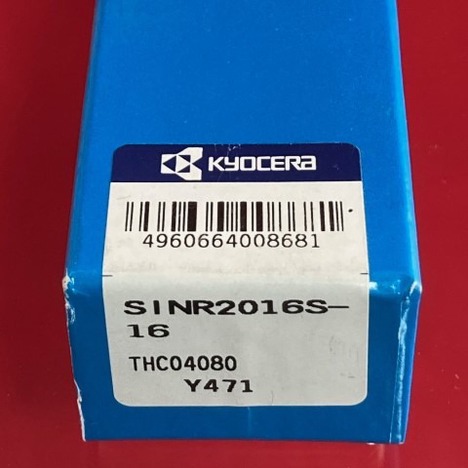 KYOCERA
4960664008681
SINR2016S-
16
THC04080
Y471